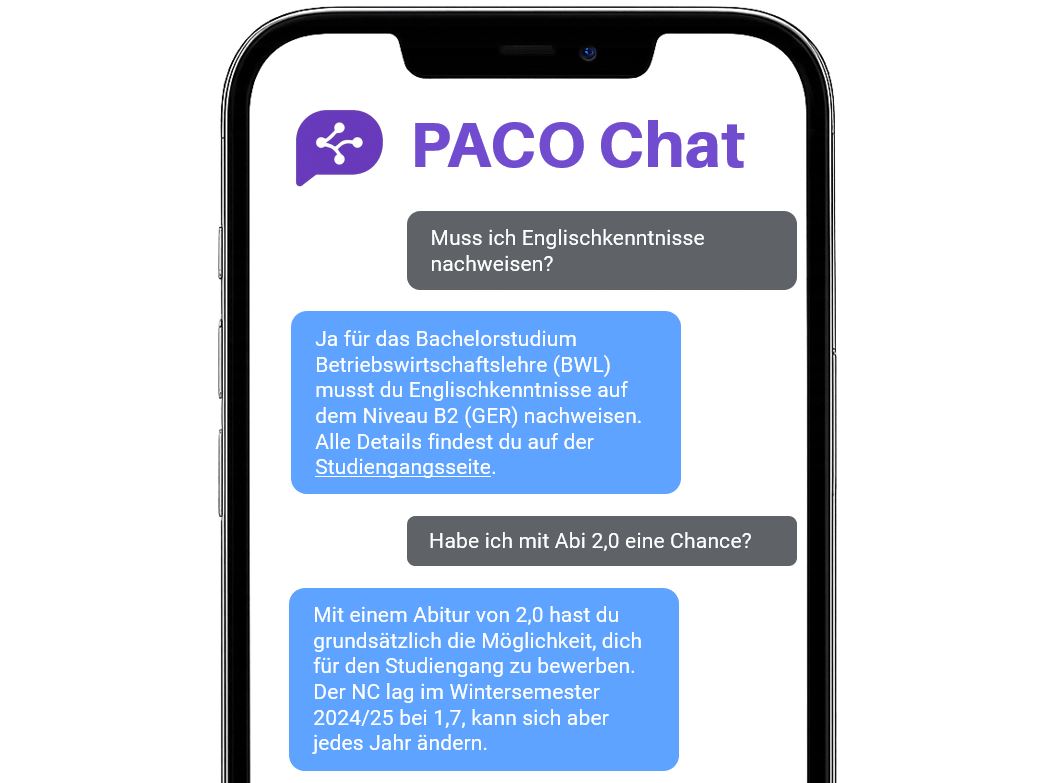 PACO Chat
Muss ich Englischkenntnisse
nachweisen?
Ja für das Bachelorstudium
Betriebswirtschaftslehre (BWL)
musst du Englischkenntnisse auf
dem Niveau B2 (GER) nachweisen.
Alle Details findest du auf der
Studiengangsseite.
Habe ich mit Abi 2,0 eine Chance?
Mit einem Abitur von 2,0 hast du
grundsätzlich die Möglichkeit, dich
für den Studiengang zu bewerben.
Der NC lag im Wintersemester
2024/25 bei 1,7, kann sich aber
jedes Jahr ändern.